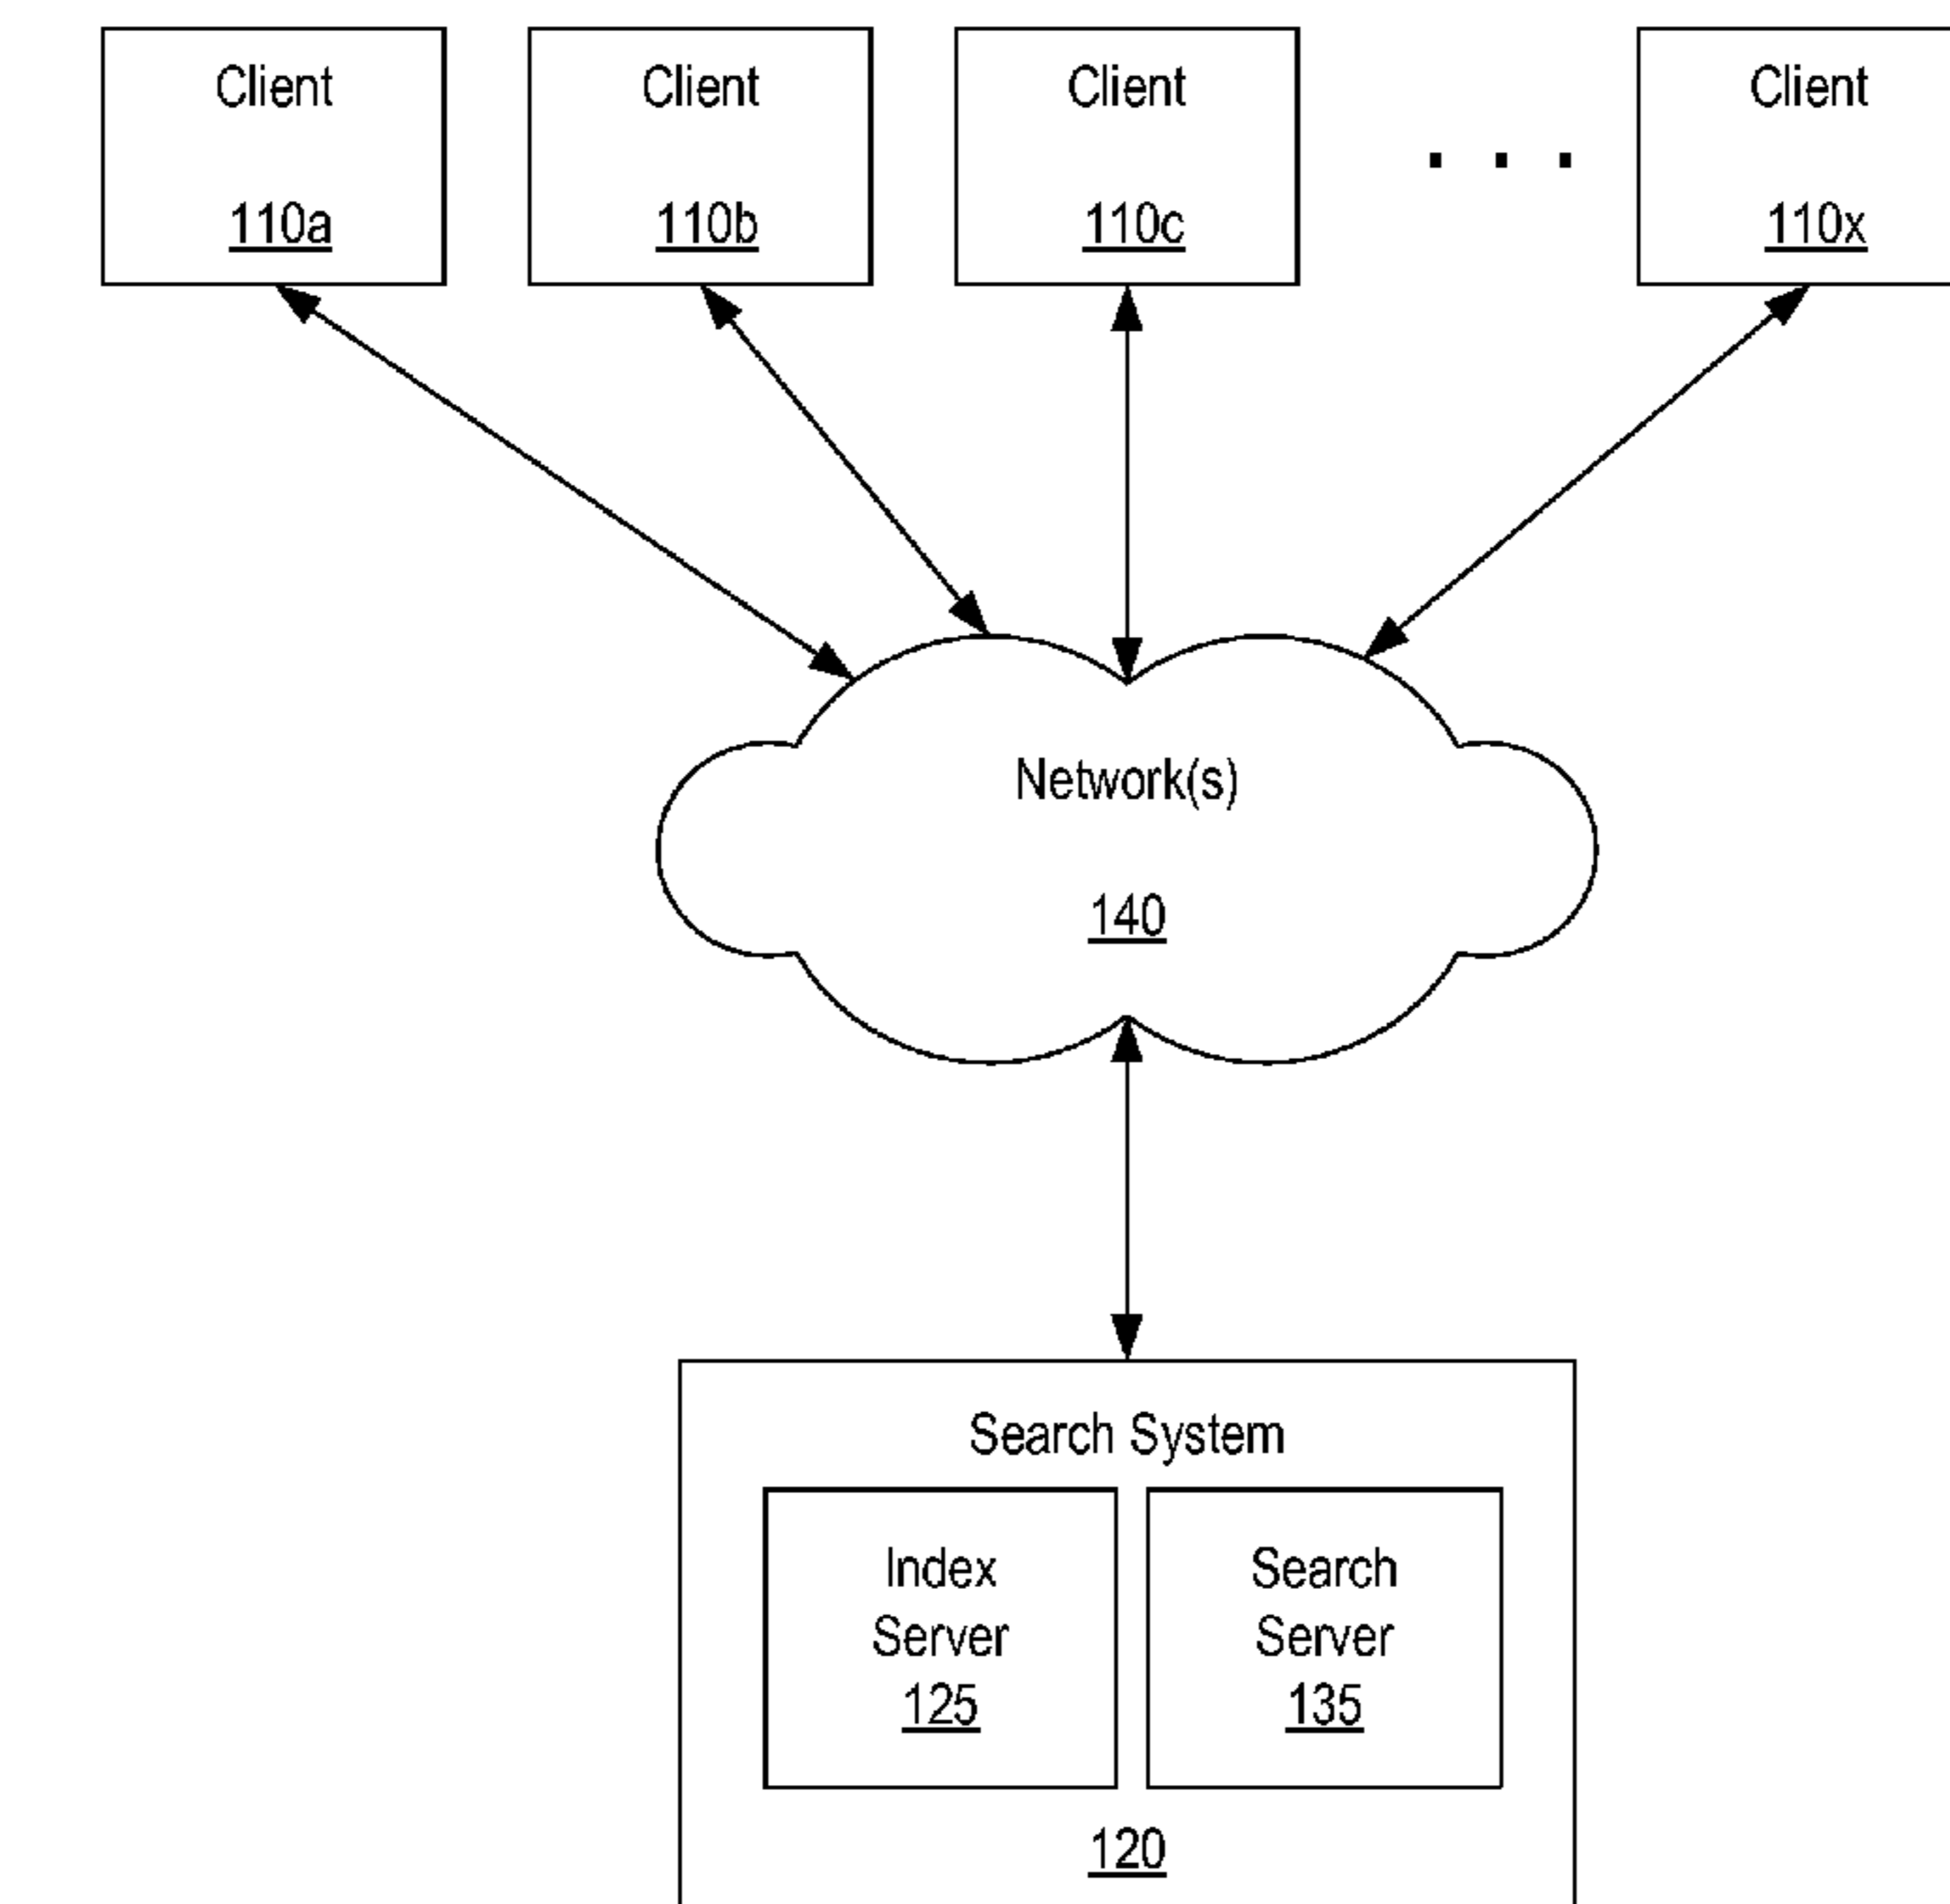 Client
110a
Client
110b
Client
110c
. . .
Client
110x
Network(s)
140
Search System
Index
Server
125
Search
Server
135
120